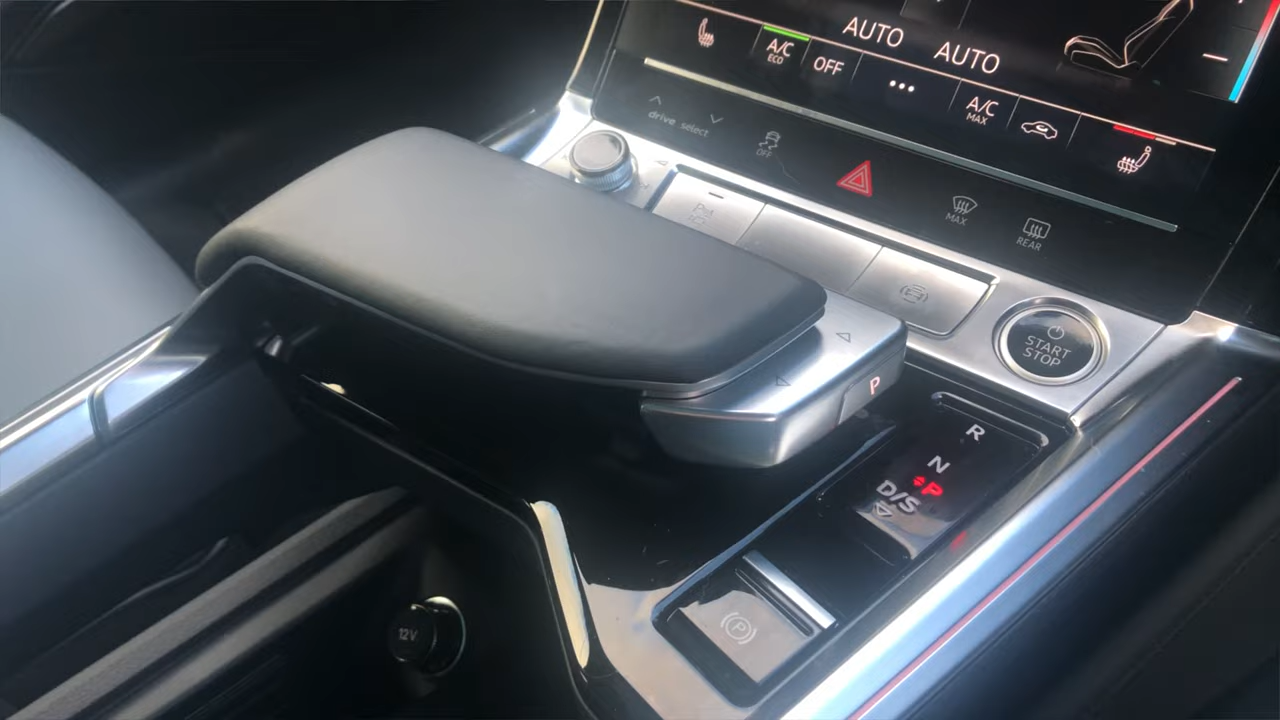 AUTO
AUTO
A/C
ECO
OFF
A/C
MAX
drive select
OFF
MAX
REAR
START
STOP
P
R
N
P
D/S
P
12V